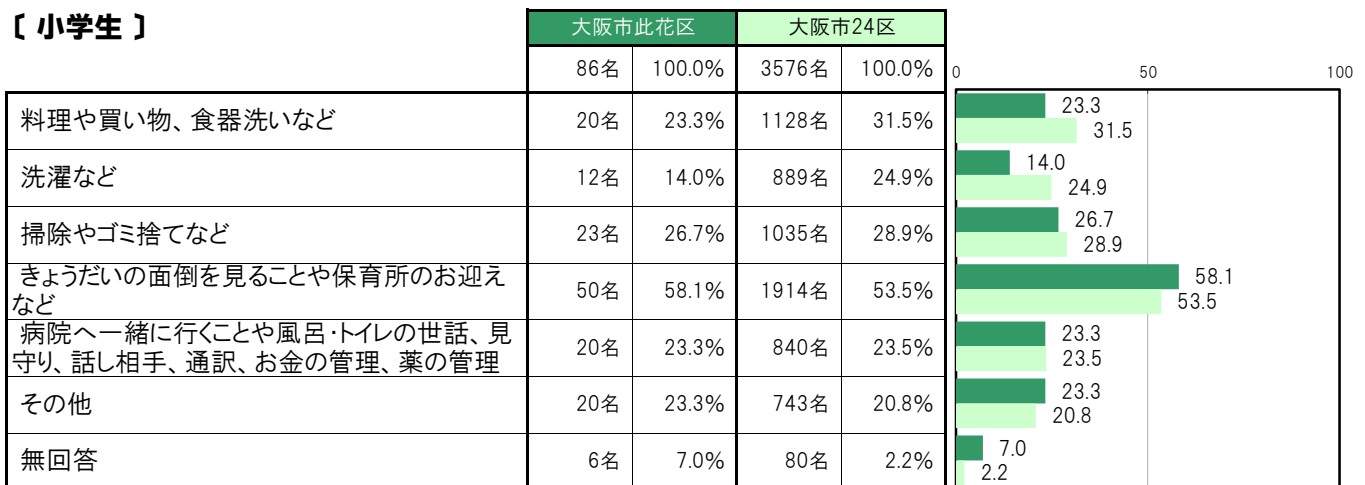 〔 小学生 〕
大阪市此花区 大阪市24区
86名 100.0% 3576名 100.0%
0 50 100
料理や買い物、食器洗いなど 20名 23.3% 1128名 31.5%
23.3
31.5
洗濯など 12名 14.0% 889名 24.9%
14.0
24.9
掃除やゴミ捨てなど 23名 26.7% 1035名 28.9%
26.7
28.9
きょうだいの面倒を見ることや保育所のお迎え
など
50名 58.1% 1914名 53.5%
58.1
53.5
病院へ一緒に行くことや風呂・トイレの世話、見
守り、話し相手、通訳、お金の管理、薬の管理
20名 23.3% 840名 23.5%
23.3
23.5
その他 20名 23.3% 743名 20.8%
23.3
20.8
無回答 6名 7.0% 80名 2.2%
7.0
2.2